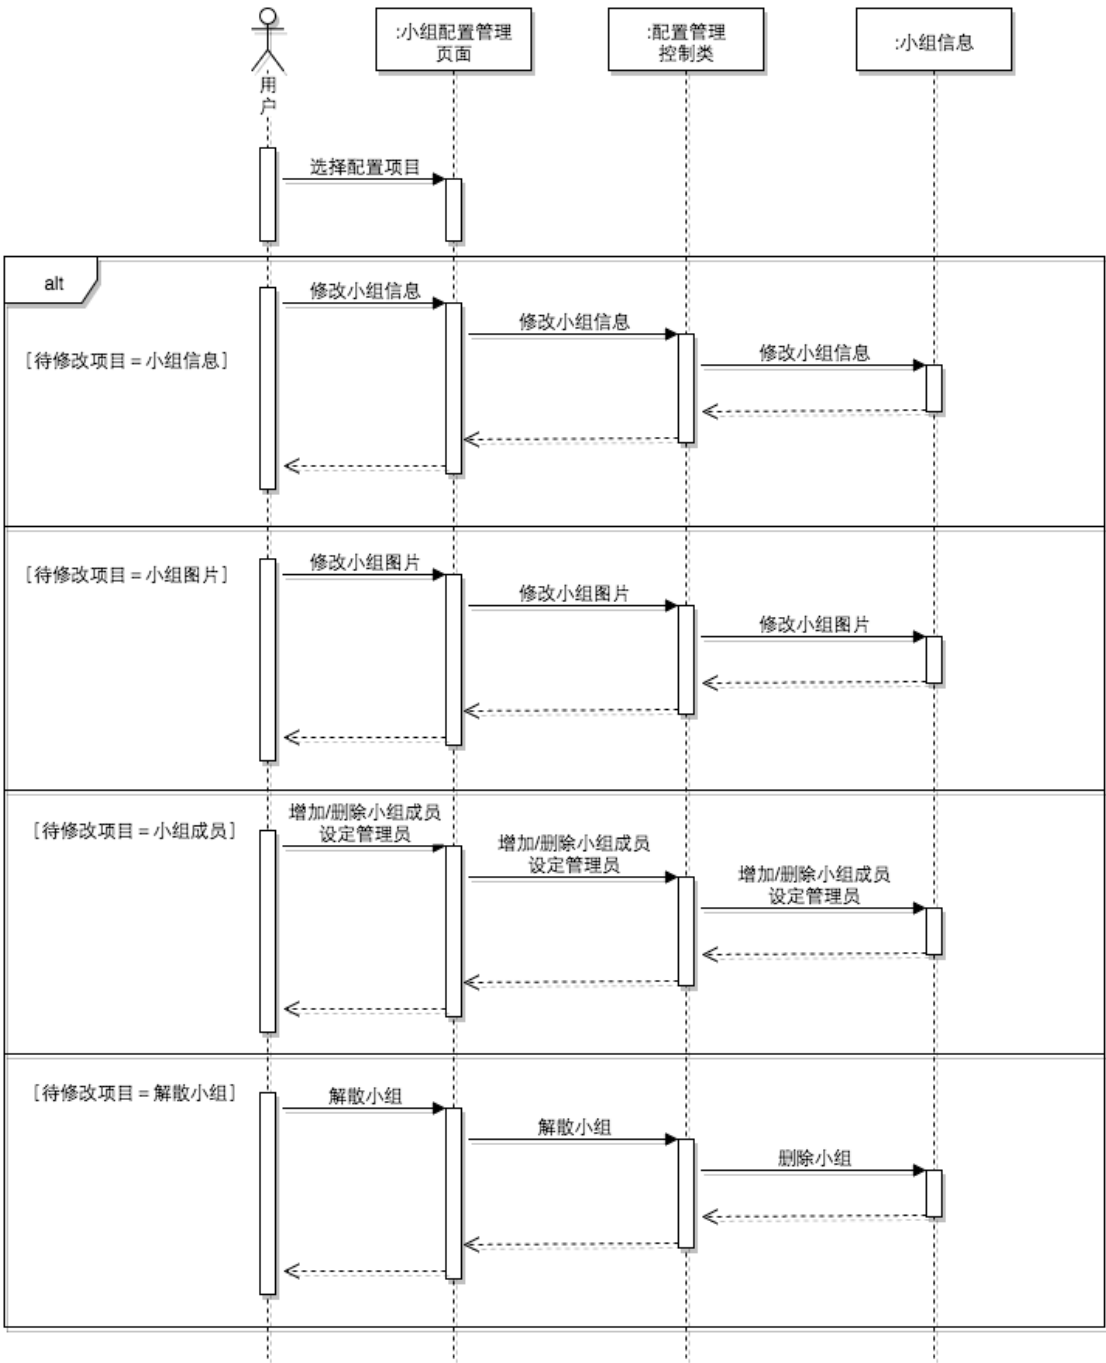 用
户
:小组配置管理
页面
:配置管理
控制类
:小组信息
选择配置项目
alt
修改小组信息
修改小组信息
修改小组信息
[待修改项目=小组信息]
修改小组图片
[待修改项目=小组图片]
修改小组图片
修改小组图片
增加/删除小组成员
设定管理员
[待修改项目=小组成员]
增加/删除小组成员
设定管理员
增加/删除小组成员
设定管理员
[待修改项目=解散小组]
解散小组
解散小组
删除小组